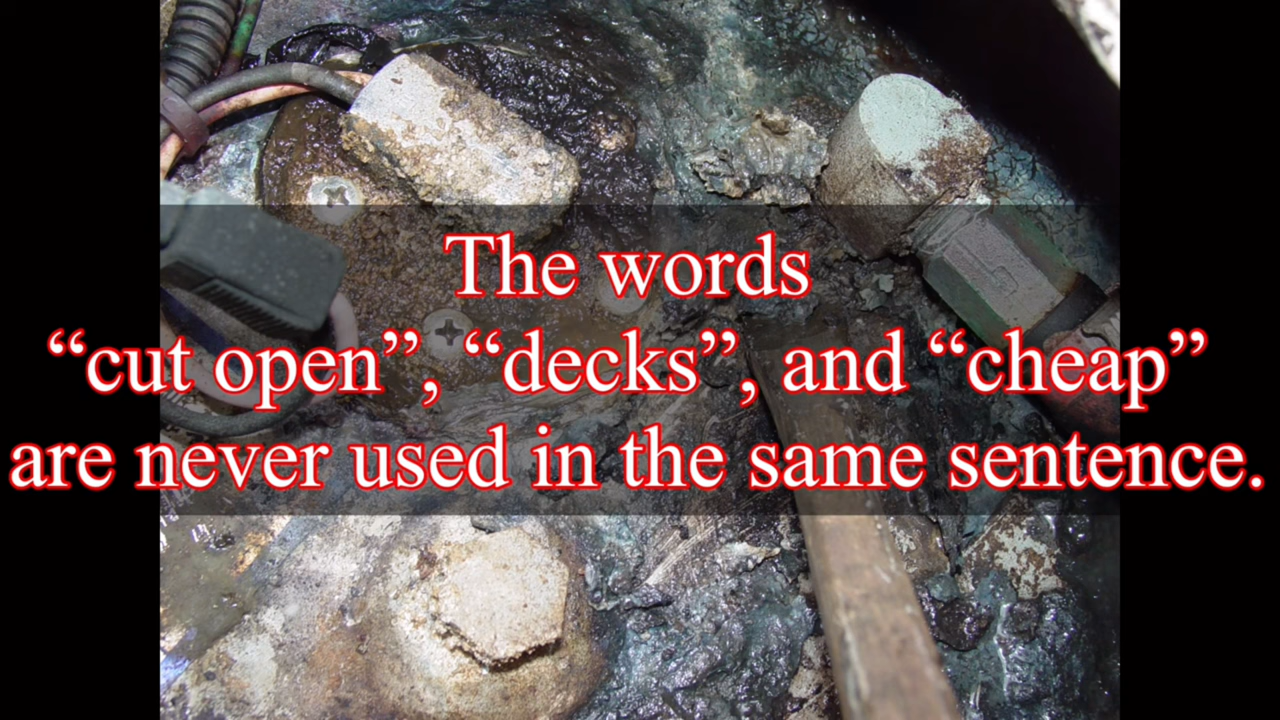 The words
“cut open”, “decks”, and “cheap”
are never used in the same sentence.